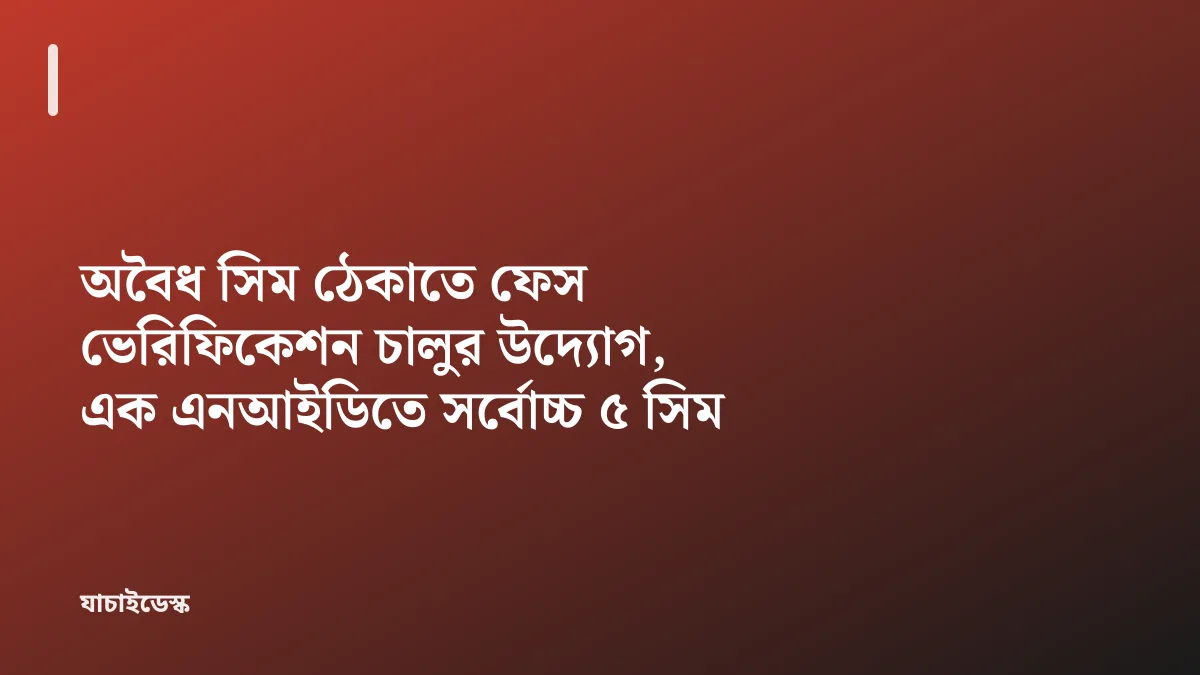 অবৈধ সিম ঠেকাতে ফেস
ভেরিফিকেশন চালুর উদ্যোগ,
এক এনআইডিতে সর্বোচ্চ ৫ সিম
যাচাইডেস্ক